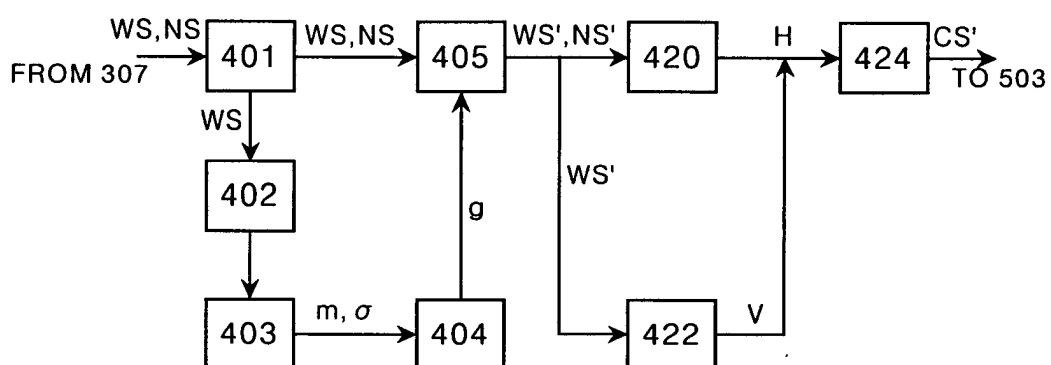 WS,NS
FROM 307
401
WS,NS
405
WS',NS'
420
H
424
CS'
TO 503
WS
402
g
WS'
403
m, σ
404
422
V